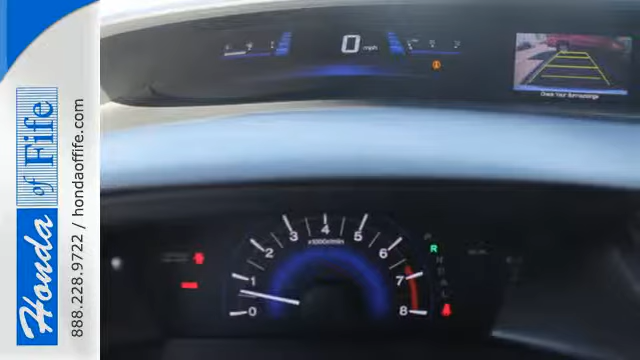 Honda of Fife
888.228.9722 / hondaoffife.com
0 mph
Check Your Surroundings
x1000r/min
0 1 2 3 4 5 6 7 8
R
N
D